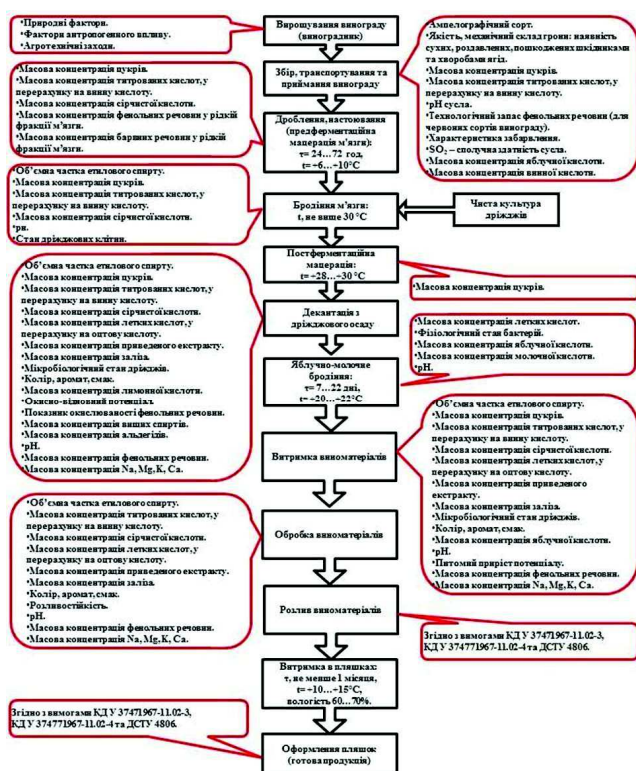 •Природні фактори.
•Фактори антропогенного впливу.
•Агротехнічні заходи.
Вирощування винограду
(виноградник)
•Ампелографічний сорт.
•Якість, механічний склад грони: наявність
сухих, роздавлених, пошкоджених шкідниками
та хворобами ягід.
•Масова концентрація цукрів.
•Масова концентрація титрованих кислот, у
перерахунку на винну кислоту.
•pH сусла.
•Технологічний запас фенольних речовин (для
червоних сортів винограду).
•Характеристика забарвлення.
•SO₂ – сполучна здатність сусла.
•Масова концентрація яблучної кислоти.
•Масова концентрація винної кислоти.
Збір, транспортування та
приймання винограду
•Масова концентрація цукрів.
•Масова концентрація титрованих кислот, у
перерахунку на винну кислоту.
•Масова концентрація сірчистої кислоти.
•Масова концентрація фенольних речовин у рідкій
фракції м’язги.
•Масова концентрація барвних речовин у рідкій
фракції м’язги.
Дроблення, настоювання
(предферментаційна
мацерація м’язги):
τ= 24…72 год,
t= +6…+10°С
•Об’ємна частка етилового спирту.
•Масова концентрація цукрів.
•Масова концентрація титрованих кислот, у
перерахунку на винну кислоту.
•Масова концентрація сірчистої кислоти.
•рн.
•Стан дріжджових клітин.
Бродіння м’язги:
t, не вище 30 °С
Чиста культура
дріжджів
Постферментаційна
мацерація:
t= +28…+30 °С
•Масова концентрація цукрів.
•Об’ємна частка етилового спирту.
•Масова концентрація цукрів.
•Масова концентрація титрованих кислот, у
перерахунку на винну кислоту.
•Масова концентрація сірчистої кислоти.
•Масова концентрація летких кислот, у
перерахунку на оцтову кислоту.
•Масова концентрація приведеного екстракту.
•Масова концентрація заліза.
•Мікробіологічний стан дріжджів.
•Колір, аромат, смак.
•Масова концентрація лимонної кислоти.
•Окисно-відновний потенціал.
•Показник окислюваності фенольних речовин.
•Масова концентрація вищих спиртів.
•Масова концентрація альдегідів.
•pH.
•Масова концентрація фенольних речовин.
•Масова концентрація Na, Mg, K, Ca.
Декантація з
дріжджового осаду
•Масова концентрація летких кислот.
•Фізіологічний стан бактерій.
•Масова концентрація яблучної кислоти.
•Масова концентрація молочної кислоти.
•pH.
Яблучно-молочне
бродіння:
τ= 7…22 дні,
t= +20…+22°С
Витримка виноматеріалів
•Об’ємна частка етилового спирту.
•Масова концентрація цукрів.
•Масова концентрація титрованих кислот, у
перерахунку на винну кислоту.
•Масова концентрація сірчистої кислоти.
•Масова концентрація летких кислот, у
перерахунку на оцтову кислоту.
•Масова концентрація приведеного
екстракту.
•Масова концентрація заліза.
•Мікробіологічний стан дріжджів.
•Колір, аромат, смак.
•Масова концентрація яблучної кислоти.
•pH.
•Питомий приріст потенціалу.
•Масова концентрація фенольних речовин.
•Масова концентрація Na, Mg, K, Ca.
•Об’ємна частка етилового спирту.
•Масова концентрація титрованих кислот, у
перерахунку на винну кислоту.
•Масова концентрація сірчистої кислоти.
•Масова концентрація летких кислот, у
перерахунку на оцтову кислоту.
•Масова концентрація приведеного екстракту.
•Масова концентрація заліза.
•Колір, аромат, смак.
•Розливостійкість.
•pH.
•Масова концентрація фенольних речовин.
•Масова концентрація Na, Mg, K, Ca.
Обробка виноматеріалів
Розлив виноматеріалів
Згідно з вимогами КД У 37471967-11.02-3,
КД У 374771967-11.02-4 та ДСТУ 4806.
Витримка в пляшках:
τ, не менше 1 місяця,
t= +10…+15°С,
вологість 60…70%.
Згідно з вимогами КД У 37471967-11.02-3,
КД У 374771967-11.02-4 та ДСТУ 4806.
Оформлення пляшок
(готова продукція)